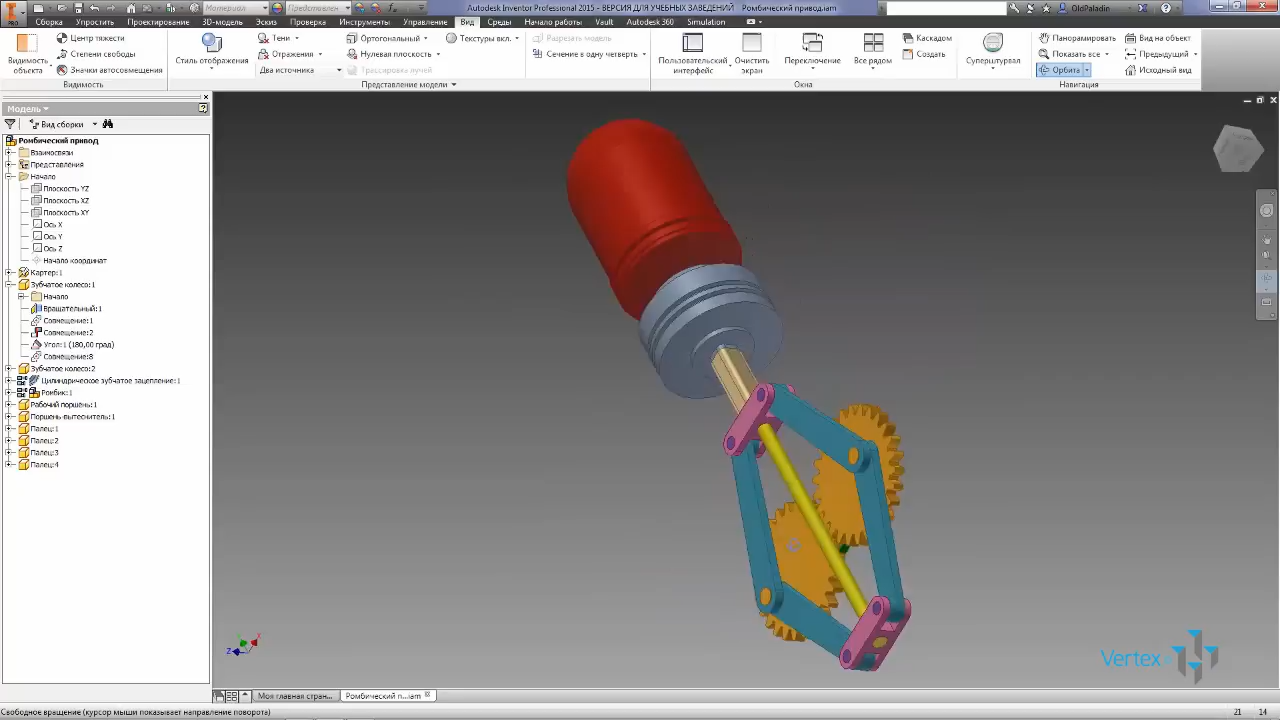 Материал
Представлен
Autodesk Inventor Professional 2015 - ВЕРСИЯ ДЛЯ УЧЕБНЫХ ЗАВЕДЕНИЙ
Ромбический привод.iam
OldPaladin
PRO
Сборка
Упростить
Проектирование
3D-модель
Эскиз
Проверка
Инструменты
Управление
Вид
Среды
Начало работы
Vault
Autodesk 360
Simulation
Видимость
объекта
Центр тяжести
Степени свободы
Значки автосовмещения
Видимость
Стиль отображения
Тени
Отражения
Два источника
Ортогональный
Нулевая плоскость
Трассировка лучей
Текстуры вкл.
Представление модели
Разрезать модель
Сечение в одну четверть
Пользовательский
интерфейс
Очистить
экран
Переключение
Все рядом
Каскадом
Создать
Окна
Суперштурвал
Панорамировать
Показать все
Орбита
Вид на объект
Предыдущий
Исходный вид
Навигация
Модель
Вид сборки
Ромбический привод
Взаимосвязи
Представления
Начало
Плоскость YZ
Плоскость XZ
Плоскость XY
Ось X
Ось Y
Ось Z
Начало координат
Картер:1
Зубчатое колесо:1
Начало
Вращательный:1
Совмещение:1
Совмещение:2
Угол:1 (180,00 град)
Совмещение:8
Зубчатое колесо:2
Цилиндрическое зубчатое зацепление:1
Ромбик:1
Рабочий поршень:1
Поршень-вытеснитель:1
Палец:1
Палец:2
Палец:3
Палец:4
Y
X
Z
Vertex
Моя главная стран...
Ромбический п...iam
Свободное вращение (курсор мыши показывает направление поворота)
21
14